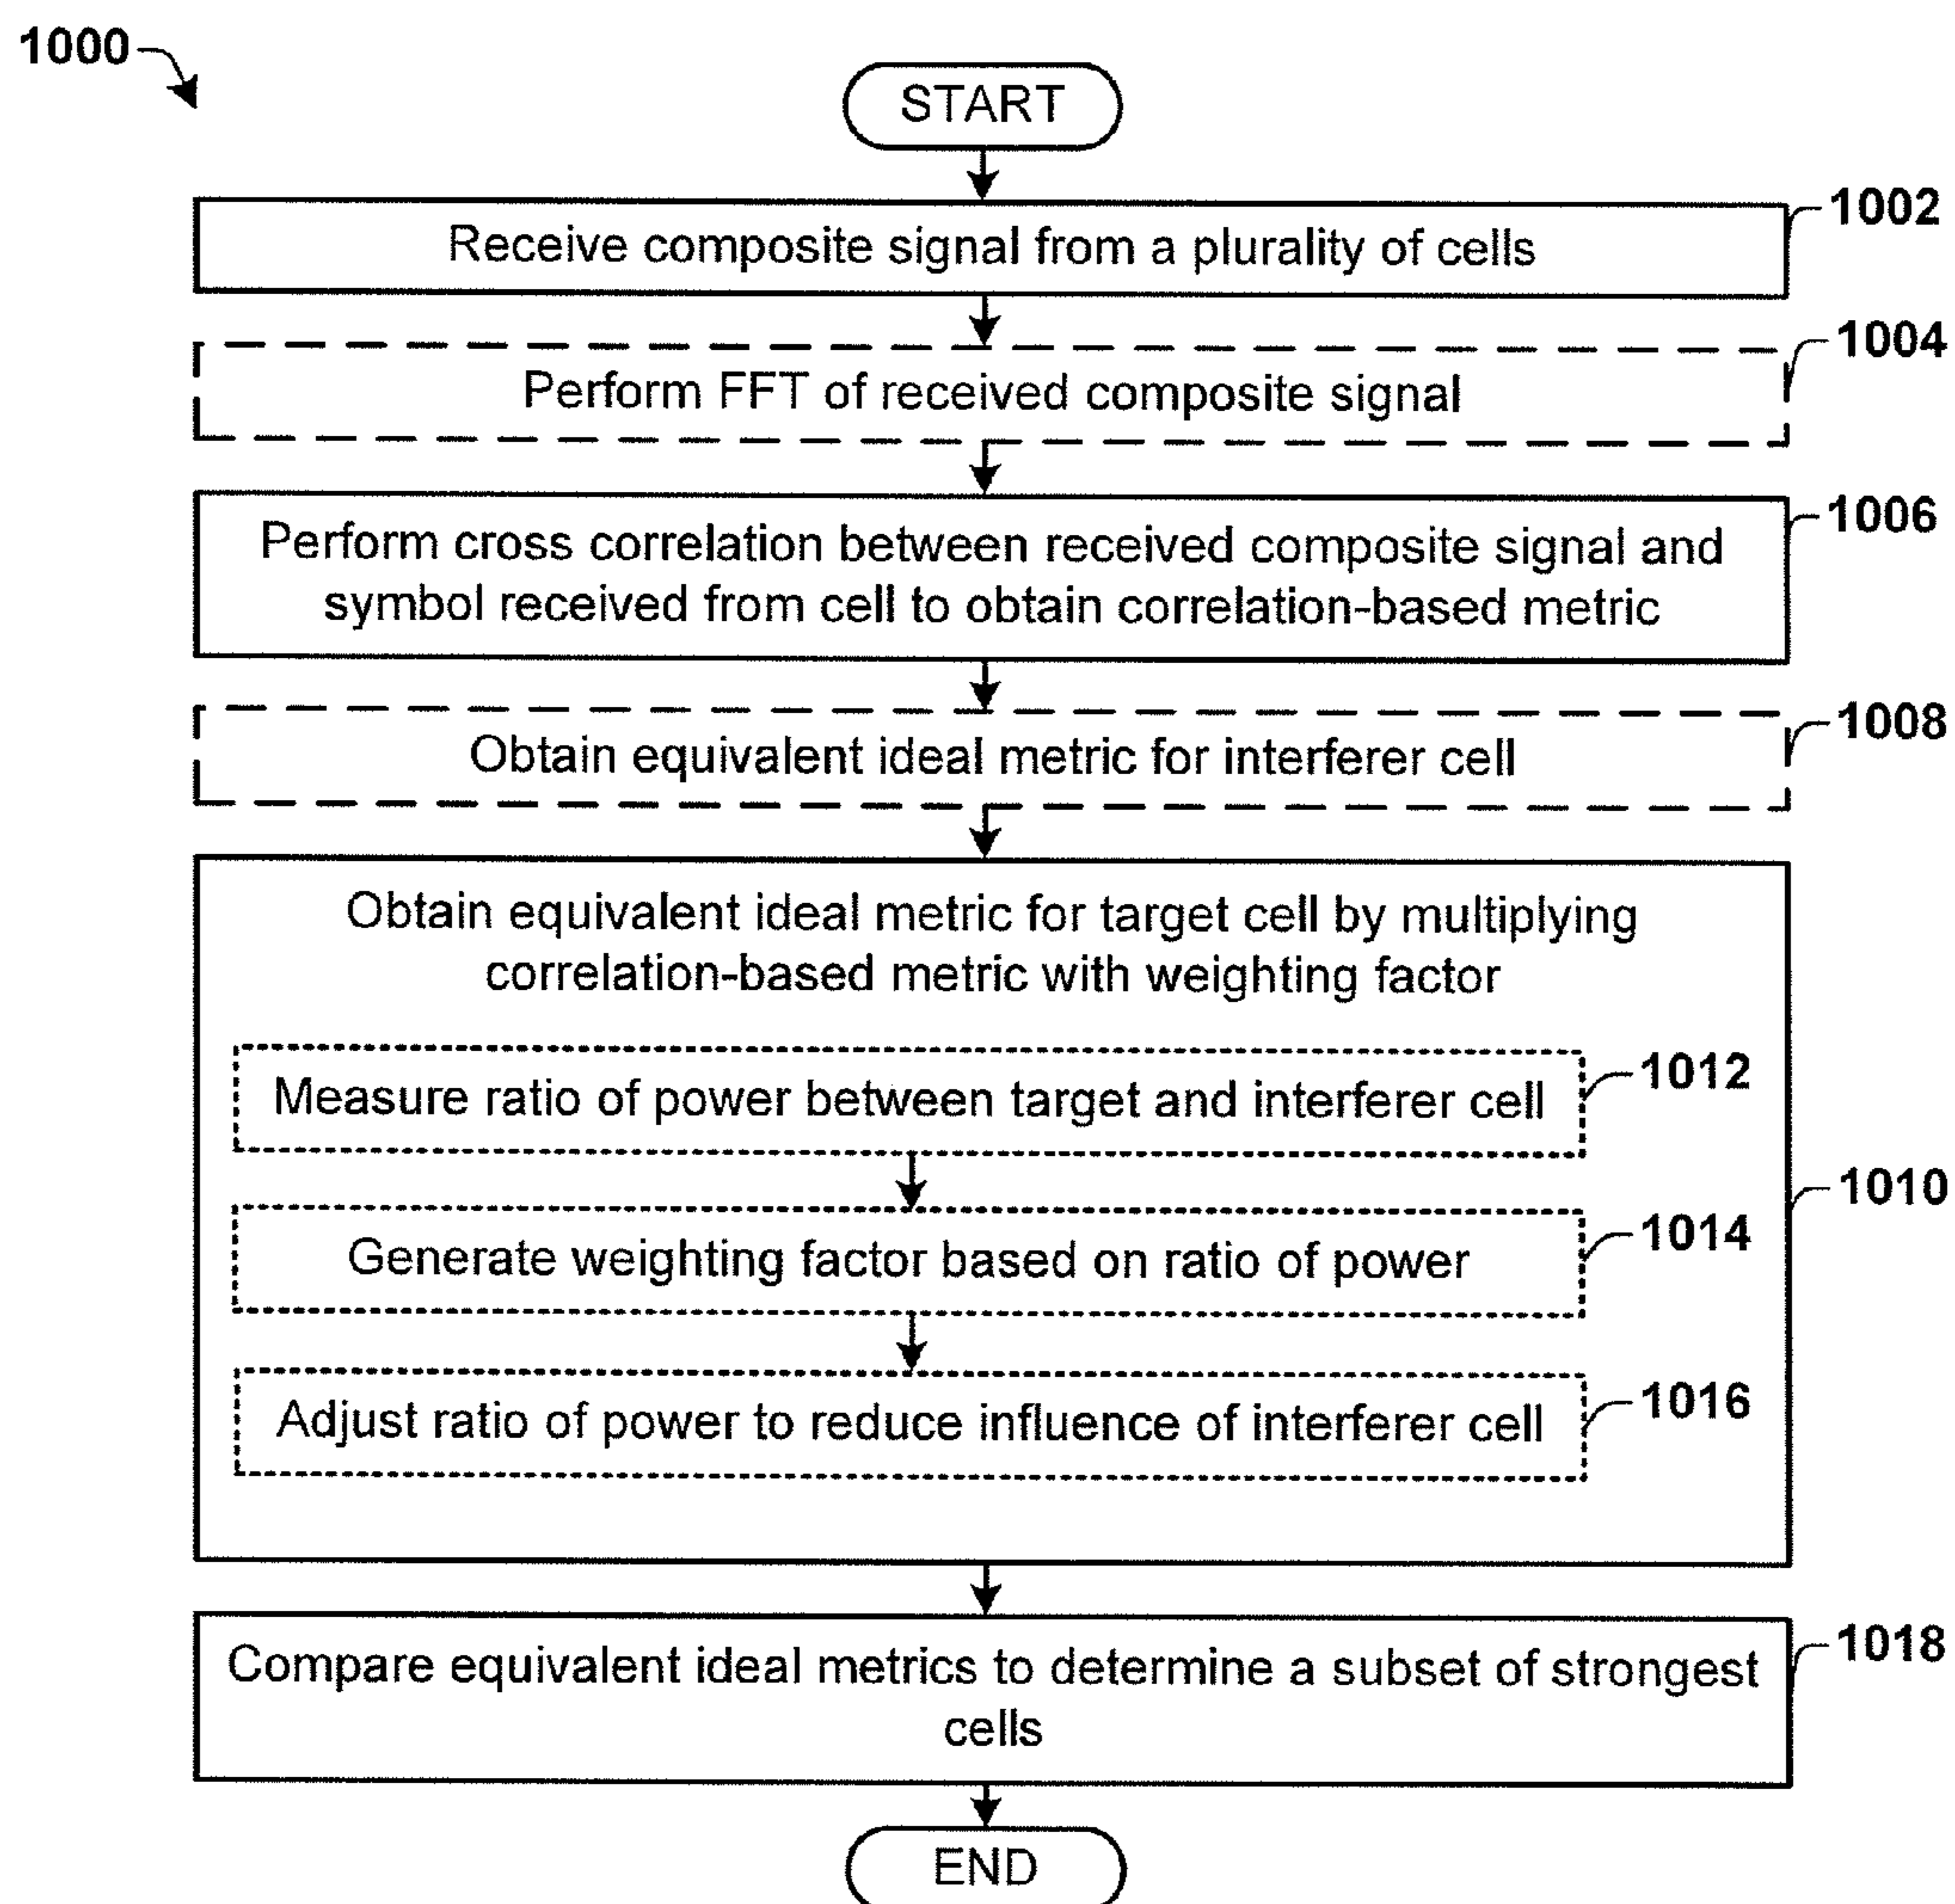 1000
START
1002
Receive composite signal from a plurality of cells
1004
Perform FFT of received composite signal
1006
Perform cross correlation between received composite signal and
symbol received from cell to obtain correlation-based metric
1008
Obtain equivalent ideal metric for interferer cell
Obtain equivalent ideal metric for target cell by multiplying
correlation-based metric with weighting factor
1012
Measure ratio of power between target and interferer cell
1010
1014
Generate weighting factor based on ratio of power
1016
Adjust ratio of power to reduce influence of interferer cell
1018
Compare equivalent ideal metrics to determine a subset of strongest
cells
END